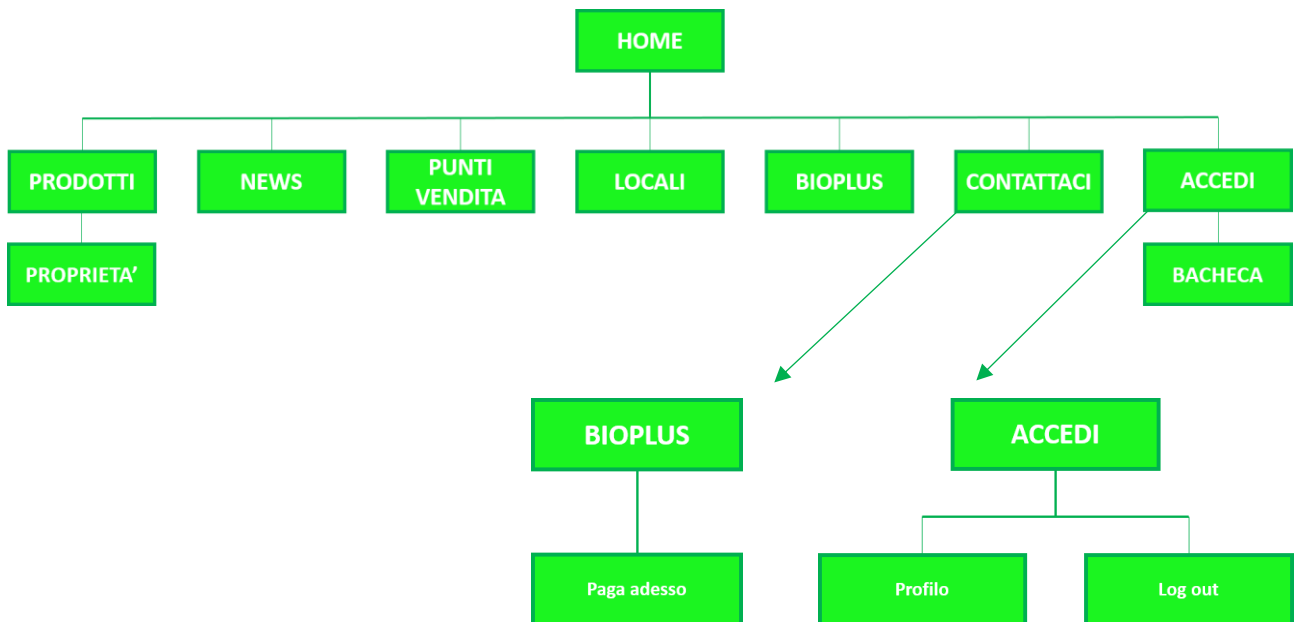 HOME
PRODOTTI
NEWS
PUNTI
VENDITA
LOCALI
BIOPLUS
CONTATTACI
ACCEDI
PROPRIETA’
BACHECA
BIOPLUS
ACCEDI
Paga adesso
Profilo
Log out